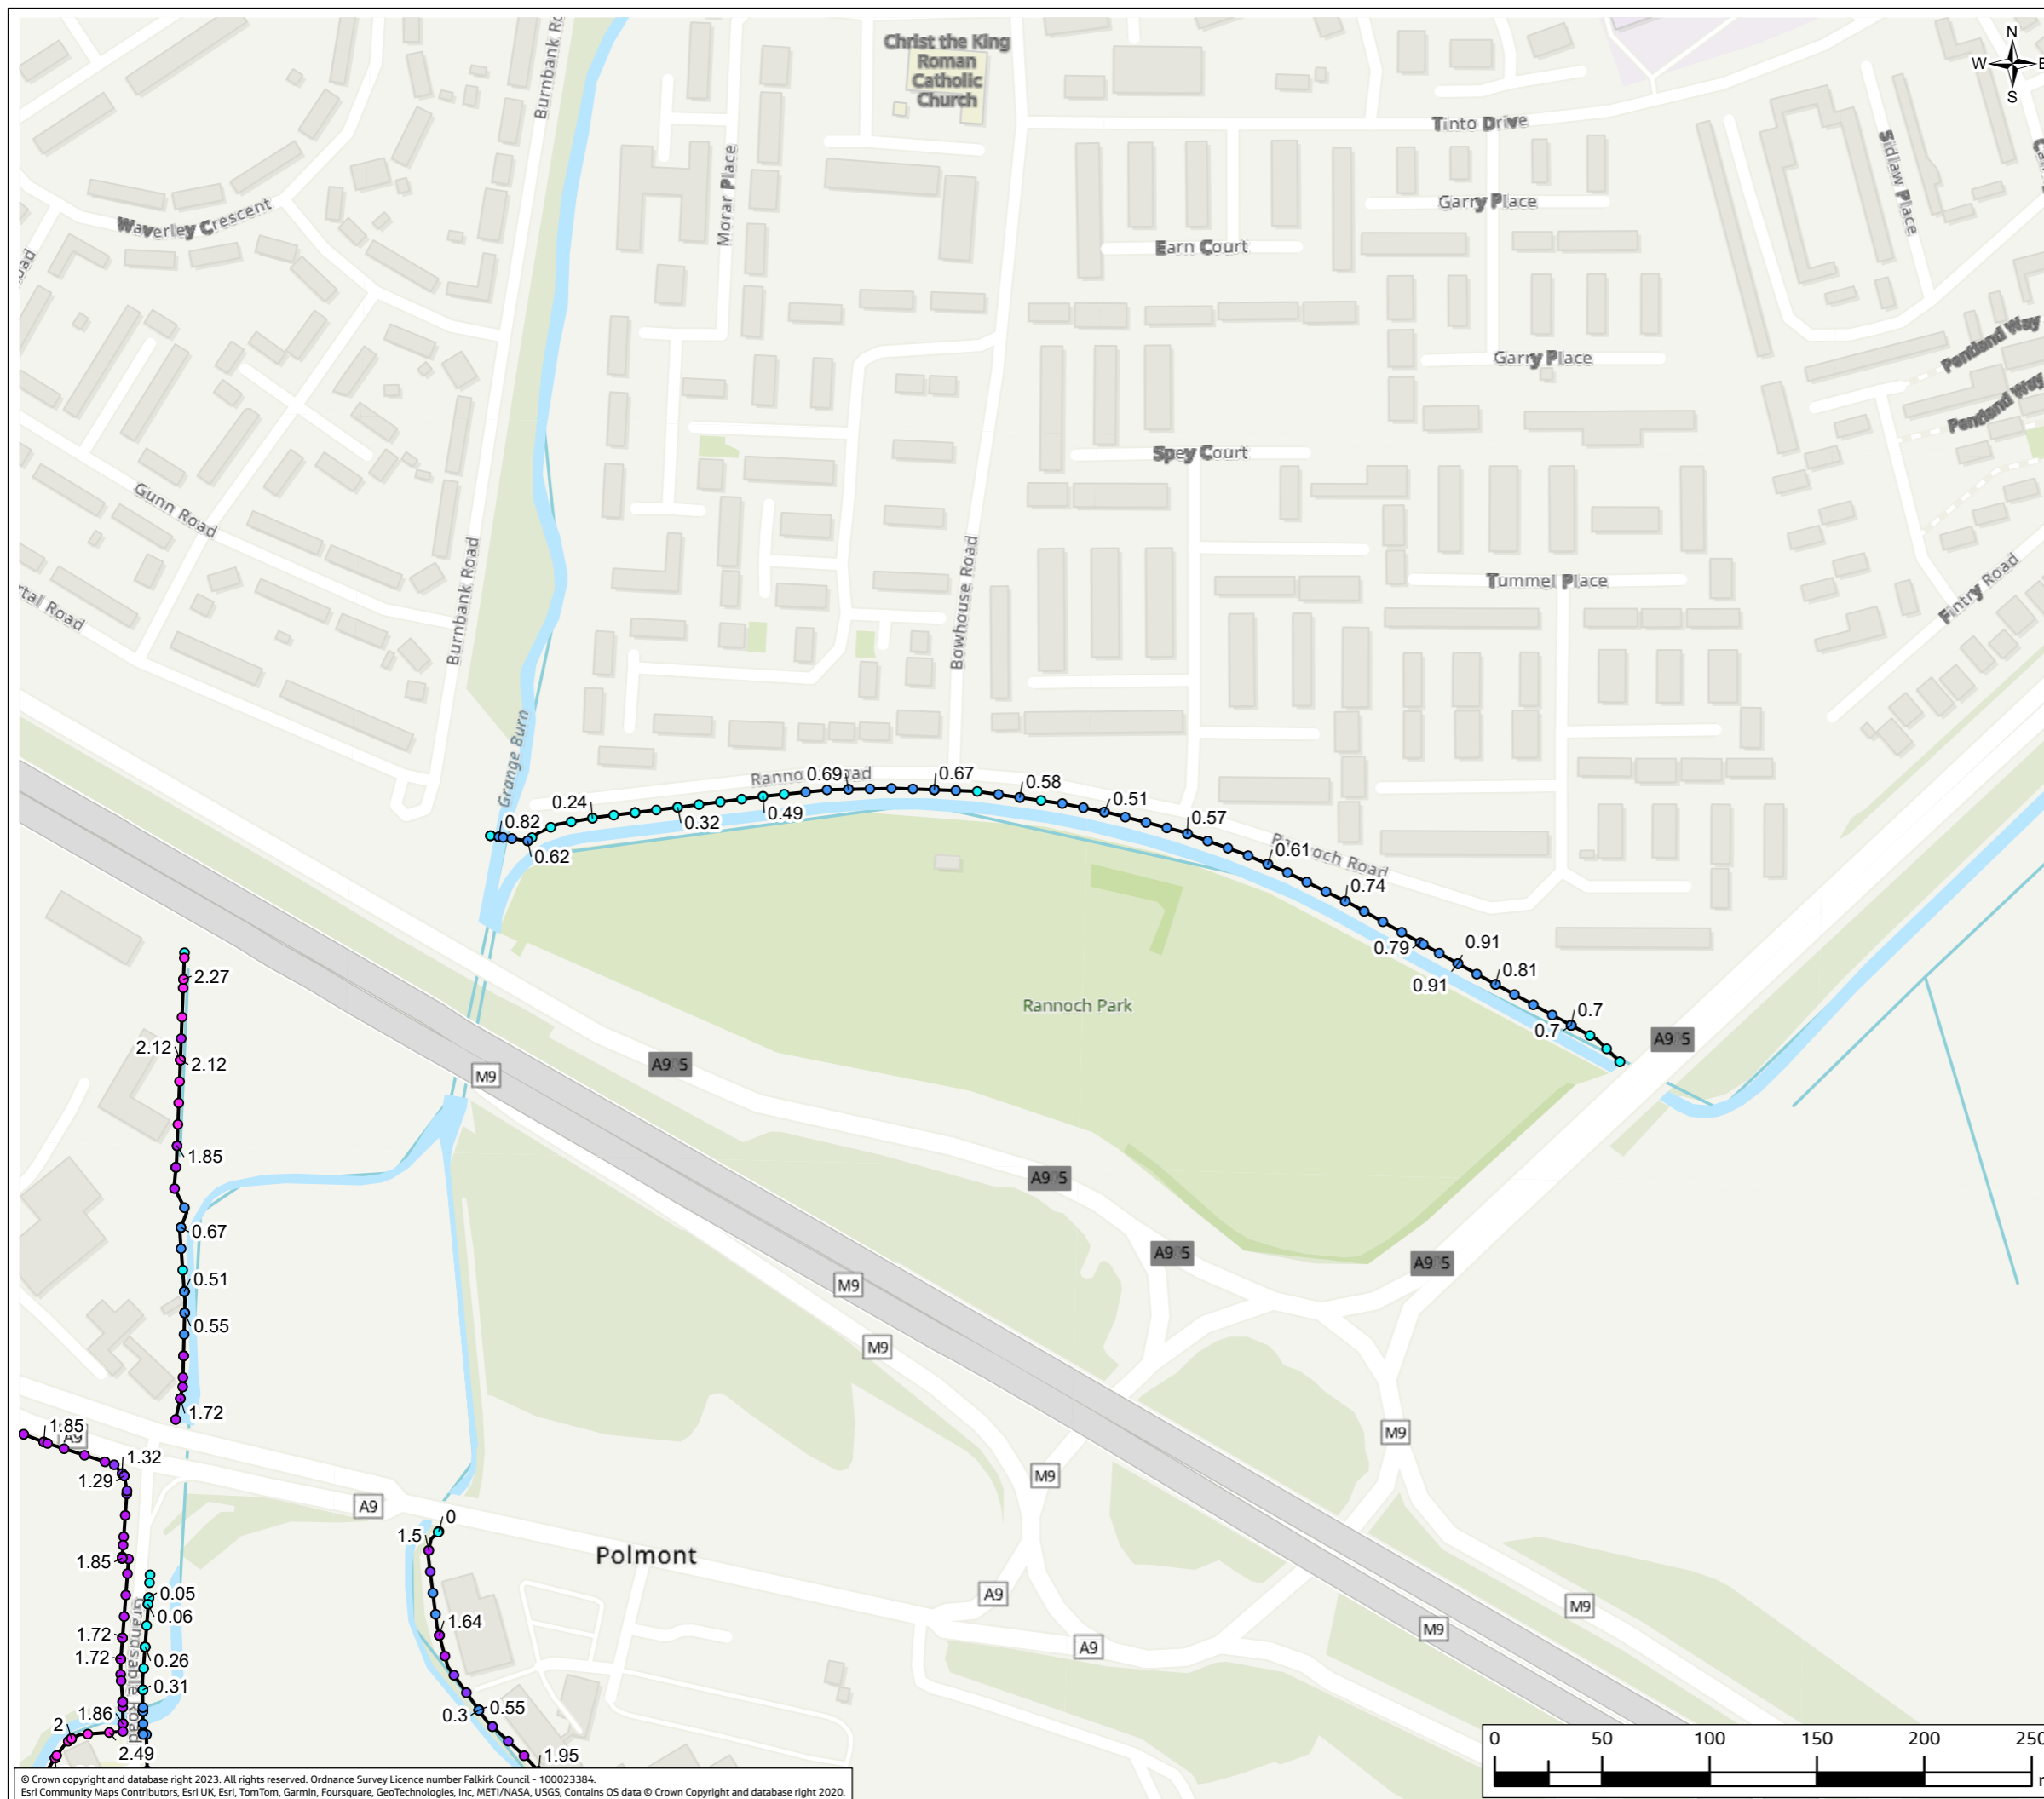 Christ the King
Roman
Catholic
Church
N
W
E
S
Burnbank
Tinto Drive
Morar Place
Sidlaw Place
Waverley Crescent
Garry Place
Earn Court
Pentland Way
Garry Place
Pentland Way
Spey Court
Gunn Road
Burnbank Road
Bowhouse Road
Tummel Place
Fintry Road
Road
Grange Burn
0.69
0.67
0.58
0.24
0.32
0.49
0.51
0.82
0.62
0.57
0.61
Rannoch Road
0.74
0.79
0.91
0.91
0.81
0.7
0.7
2.27
Rannoch Park
2.12
2.12
M9
1.85
0.67
0.51
0.55
M9
M9
1.72
1.85
A9
M9
1.32
1.29
M9
A9
0
1.5
Polmont
1.85
0.05
0.06
A9
M9
1.64
1.72
1.72
0.26
0.31
A9
M9
Grandsable Road
0.55
0.3
1.86
2
2.49
1.95
0 50 100 150 200
© Crown copyright and database right 2023. All rights reserved. Ordnance Survey Licence number Falkirk Council - 100023384.
Esri Community Maps Contributors, Esri UK, Esri, TomTom, Garmin, Foursquare, GeoTechnologies, Inc, METI/NASA, USGS, Contains OS data © Crown Copyright and database right 2020.